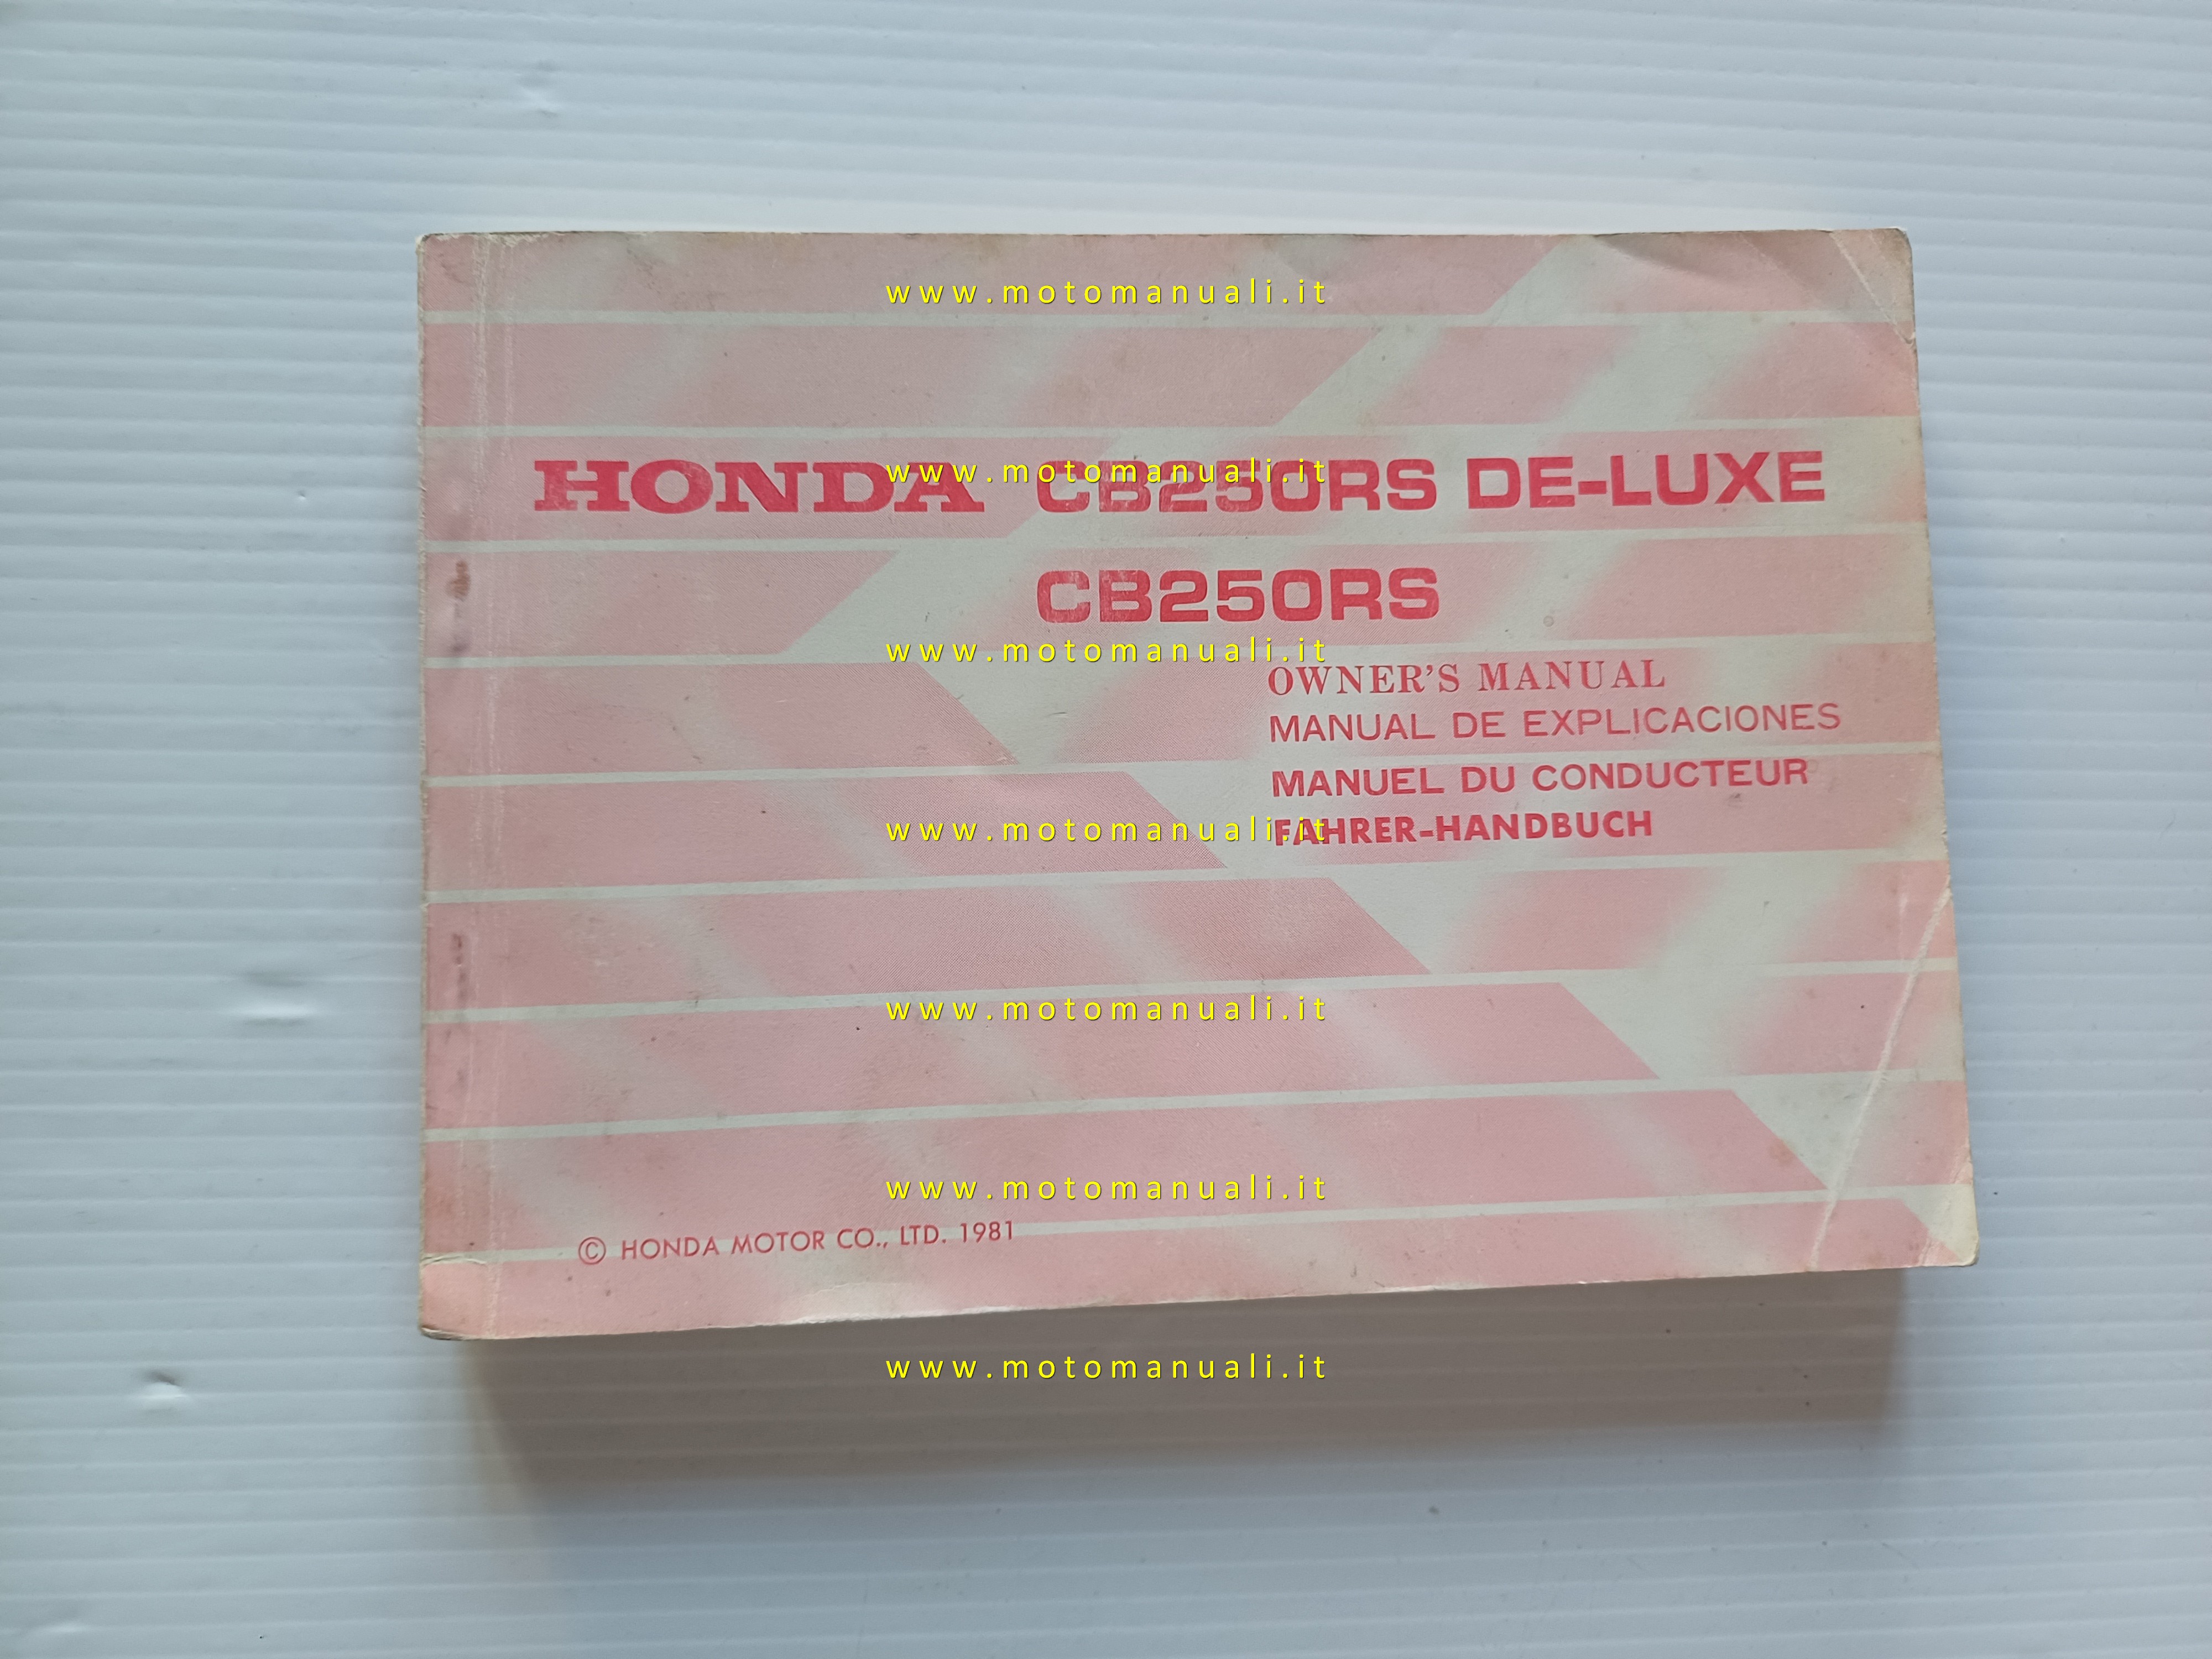 www.motomanuali.it
HONDA CB250RS DE-LUXE
www.motomanuali.it
CB250RS
www.motomanuali.it
OWNER'S MANUAL
MANUAL DE EXPLICACIONES
MANUEL DU CONDUCTEUR
FAHRER-HANDBUCH
www.motomanuali.it
www.motomanuali.it
www.motomanuali.it
© HONDA MOTOR CO., LTD. 1981
www.motomanuali.it